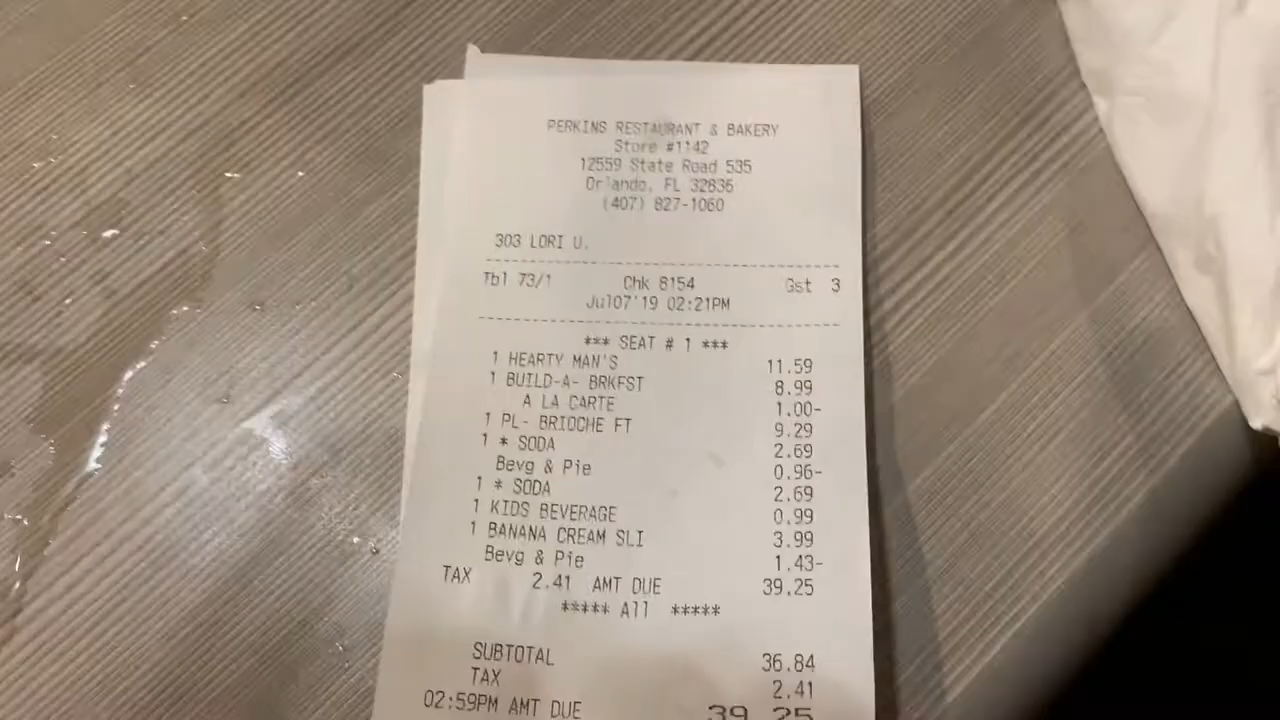 PERKINS RESTAURANT & BAKERY
Store #1142
12559 State Road 535
Orlando, FL 32836
(407) 827-1060
303 LORI U.
Tbl 73/1 Chk 8154 Gst 3
Jul07'19 02:21PM
*** SEAT # 1 ***
1 HEARTY MAN'S 11.59
1 BUILD-A- BRKFST 8.99
A LA CARTE 1.00-
1 PL- BRIOCHE FT 9.29
1 * SODA 2.69
Bevg & Pie 0.96-
1 * SODA 2.69
1 KIDS BEVERAGE 0.99
1 BANANA CREAM SLI 3.99
Bevg & Pie 1.43-
TAX 2.41 AMT DUE 39.25
***** All *****
SUBTOTAL 36.84
TAX 2.41
02:59PM AMT DUE 39.25